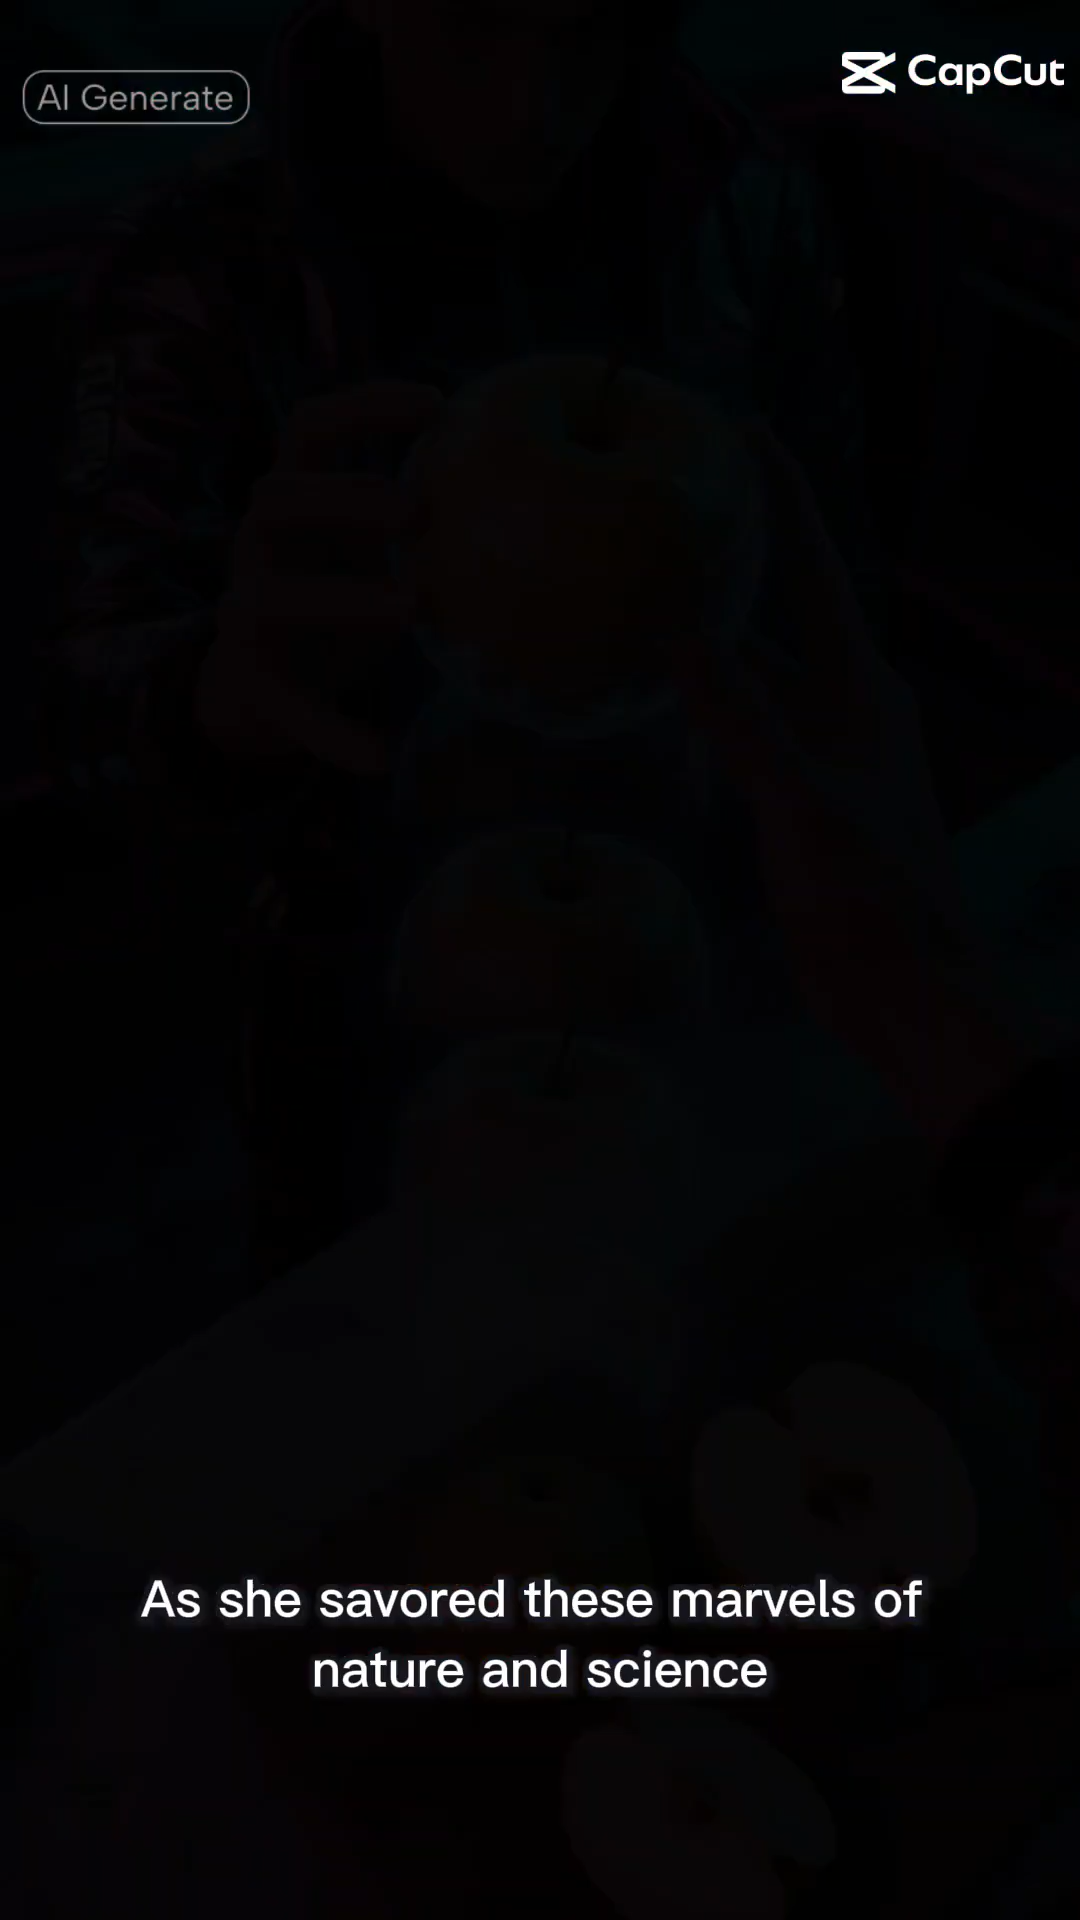 AI Generate
CapCut
As she savored these marvels of
nature and science